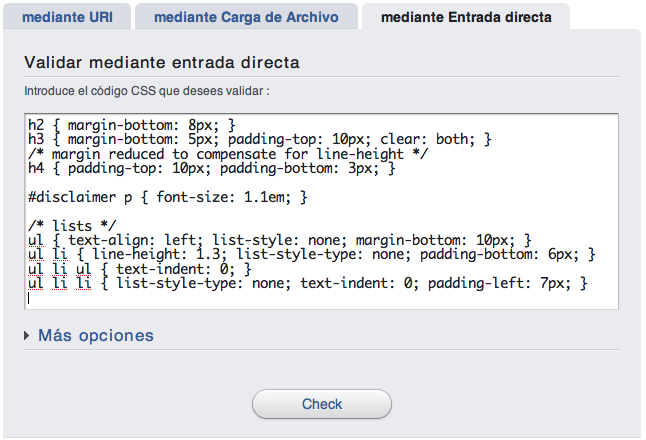 mediante URI
mediante Carga de Archivo
mediante Entrada directa
Validar mediante entrada directa
Introduce el código CSS que desees validar :
h2 { margin-bottom: 8px; }
h3 { margin-bottom: 5px; padding-top: 10px; clear: both; }
/* margin reduced to compensate for line-height */
h4 { padding-top: 10px; padding-bottom: 3px; }
#disclaimer p { font-size: 1.1em; }
/* lists */
ul { text-align: left; list-style: none; margin-bottom: 10px; }
ul li { line-height: 1.3; list-style-type: none; padding-bottom: 6px; }
ul li ul { text-indent: 0; }
ul li li { list-style-type: none; text-indent: 0; padding-left: 7px; }
Más opciones
Check